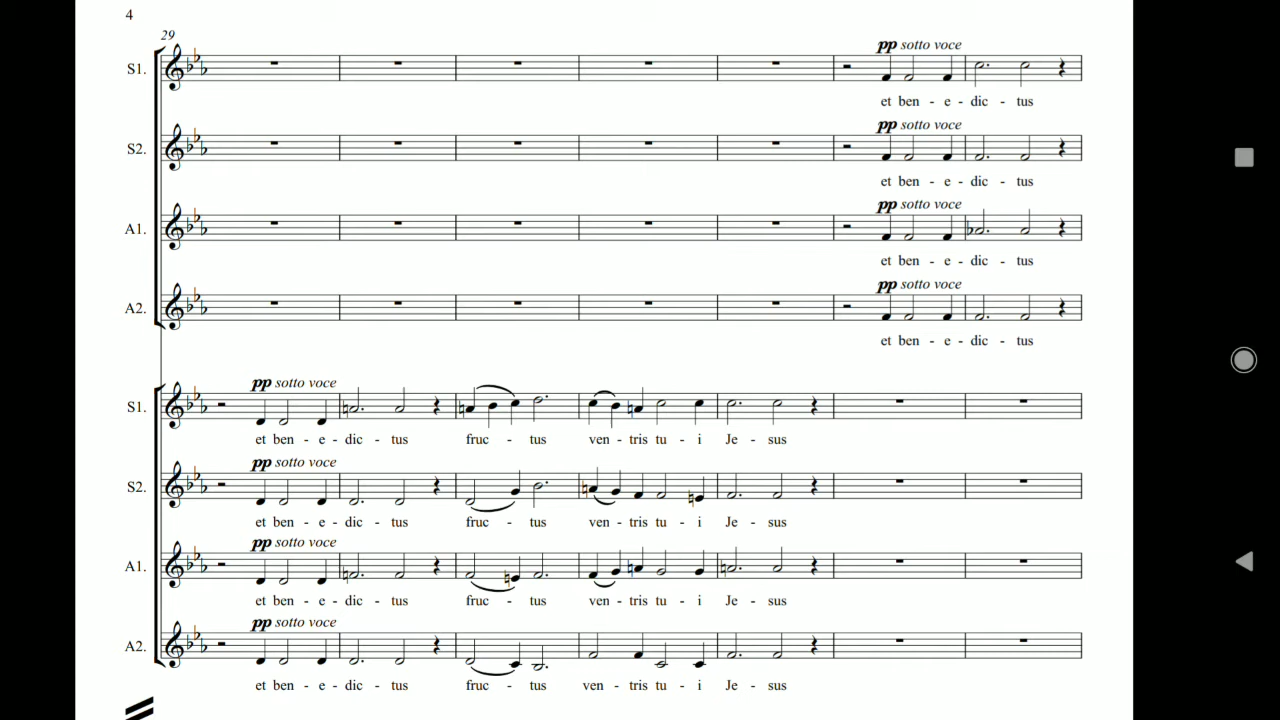 4
29
pp sotto voce
S1.
et ben - e - dic - tus
pp sotto voce
S2.
et ben - e - dic - tus
pp sotto voce
A1.
et ben - e - dic - tus
pp sotto voce
A2.
et ben - e - dic - tus
pp sotto voce
S1.
et ben - e - dic - tus fruc - tus ven - tris tu - i Je - sus
pp sotto voce
S2.
et ben - e - dic - tus fruc - tus ven - tris tu - i Je - sus
pp sotto voce
A1.
et ben - e - dic - tus fruc - tus ven - tris tu - i Je - sus
pp sotto voce
A2.
et ben - e - dic - tus fruc - tus ven - tris tu - i Je - sus